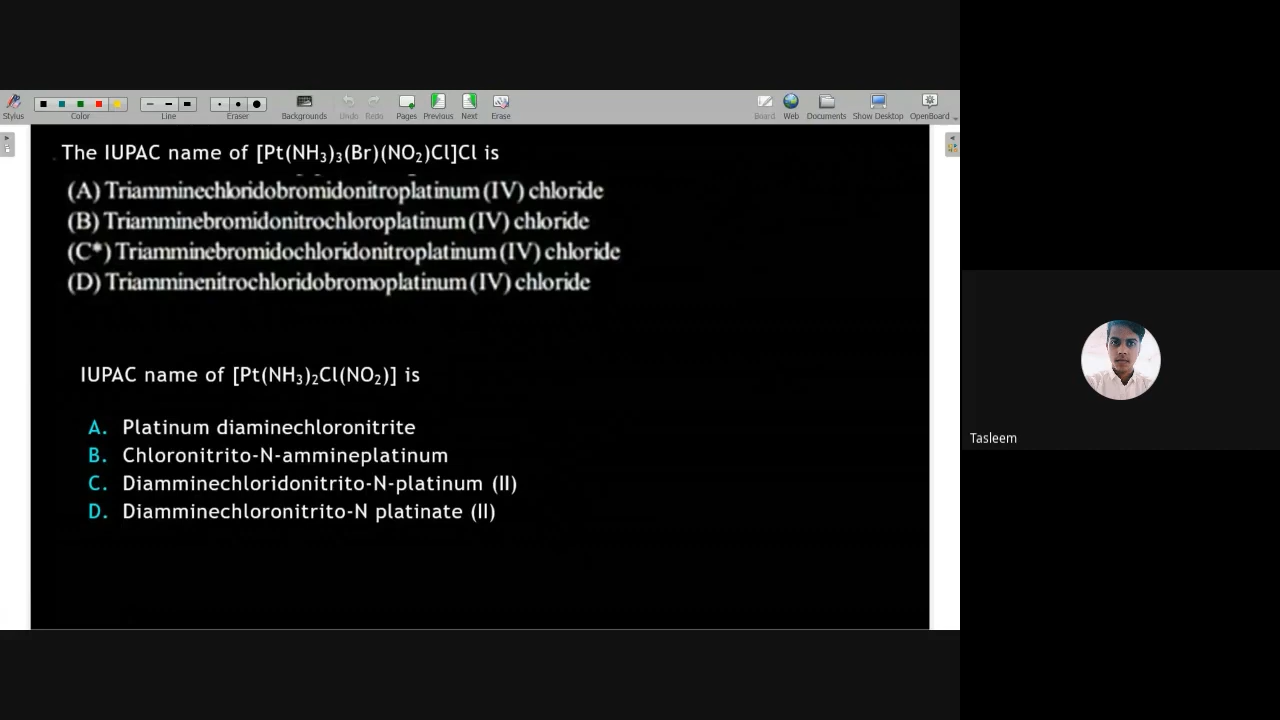 Stylus
Color
Line
Eraser
Backgrounds
Undo
Redo
Pages
Previous
Next
Erase
Board
Web
Documents
Show Desktop
OpenBoard
The IUPAC name of [Pt(NH₃)₃(Br)(NO₂)Cl]Cl is
(A) Triamminechloridobromidonitroplatinum (IV) chloride
(B) Triamminebromidonitrochloroplatinum (IV) chloride
(C*) Triamminebromidochloridonitroplatinum (IV) chloride
(D) Triamminenitrochloridobromoplatinum (IV) chloride
IUPAC name of [Pt(NH₃)₂Cl(NO₂)] is
A. Platinum diaminechloronitrite
B. Chloronitrito-N-ammineplatinum
C. Diamminechloridonitrito-N-platinum (II)
D. Diamminechloronitrito-N platinate (II)
Tasleem